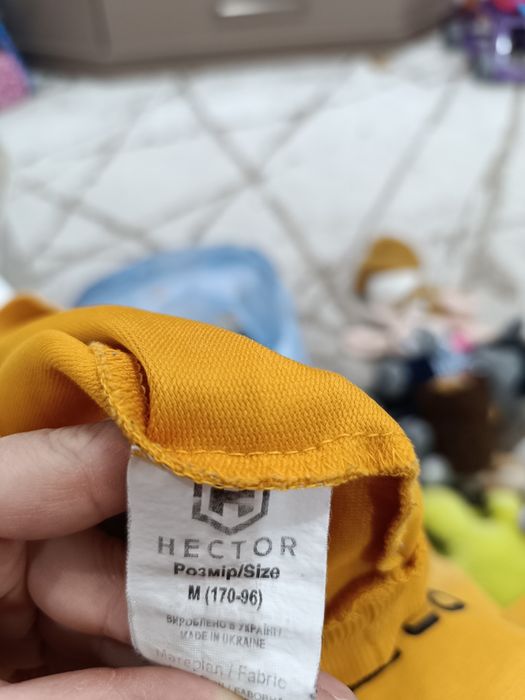 HECTOR
Розмір/Size
M (170-96)
ВИРОБЛЕНО В УКРАЇНІ
MADE IN UKRAINE
Матеріал / Fabric